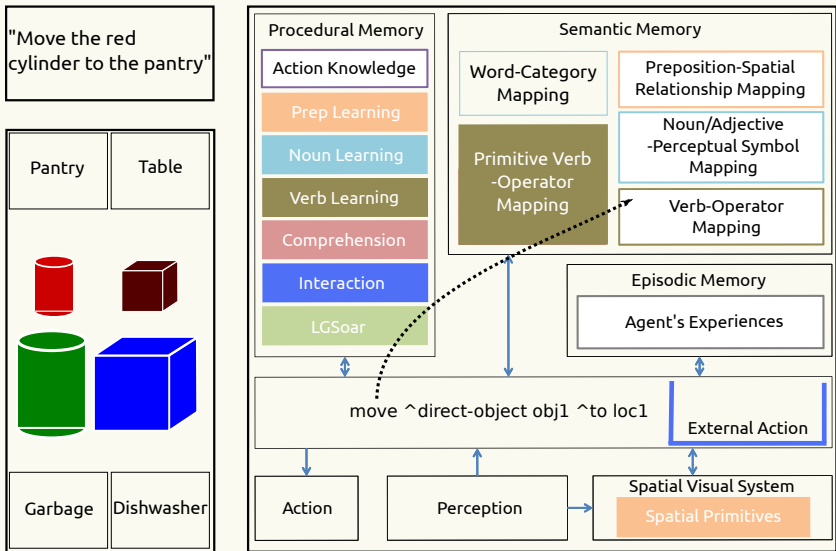 "Move the red
cylinder to the pantry"
Pantry
Table
Garbage
Dishwasher
Procedural Memory
Action Knowledge
Prep Learning
Noun Learning
Verb Learning
Comprehension
Interaction
LGSoar
Semantic Memory
Word-Category
Mapping
Primitive Verb
-Operator
Mapping
Preposition-Spatial
Relationship Mapping
Noun/Adjective
-Perceptual Symbol
Mapping
Verb-Operator
Mapping
Episodic Memory
Agent's Experiences
move ^direct-object obj1 ^to loc1
External Action
Action
Perception
Spatial Visual System
Spatial Primitives